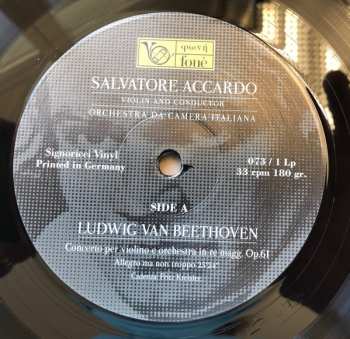 fonè
SALVATORE ACCARDO
VIOLIN AND CONDUCTOR
ORCHESTRA DA CAMERA ITALIANA
Signoricci Vinyl
Printed in Germany
073 / 1 Lp
33 rpm 180 gr.
SIDE A
LUDWIG VAN BEETHOVEN
Concerto per violino e orchestra in re magg. Op.61
Allegro ma non troppo 23'24"
Cadenza: Fritz Kreisler